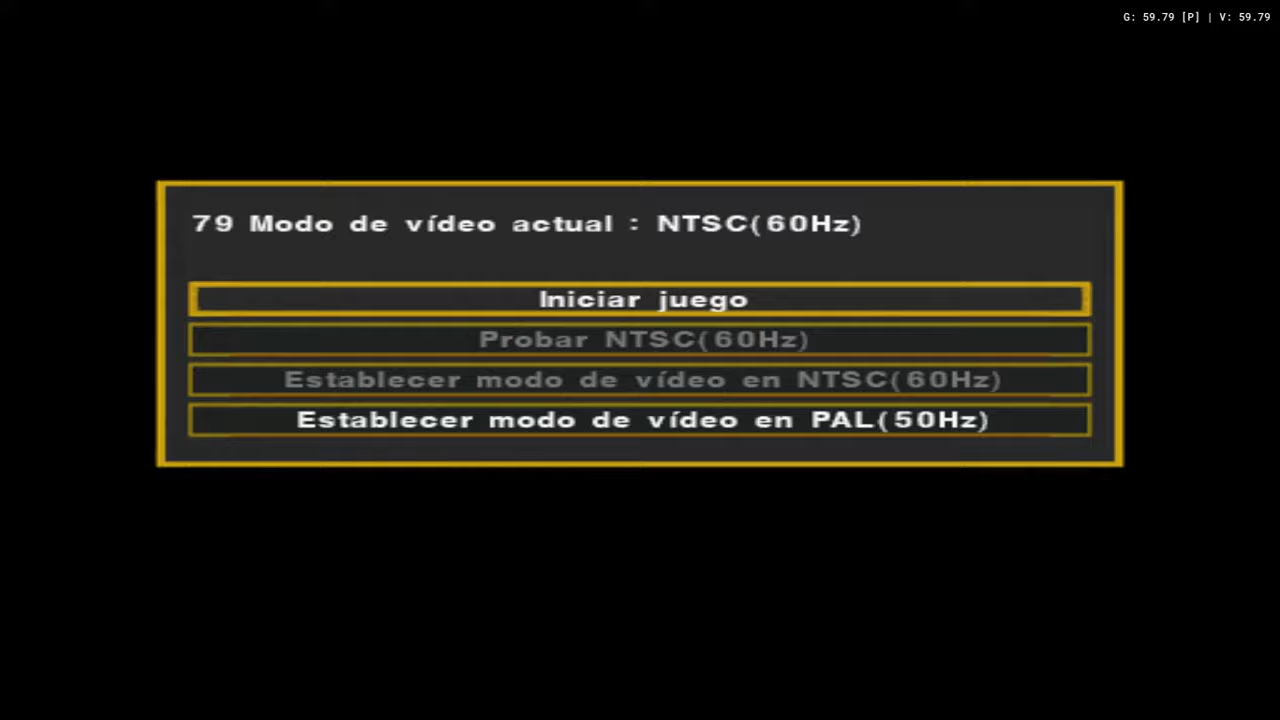 G: 59.79 [P] | V: 59.79
79 Modo de vídeo actual : NTSC(60Hz)
Iniciar juego
Probar NTSC(60Hz)
Establecer modo de vídeo en NTSC(60Hz)
Establecer modo de vídeo en PAL(50Hz)